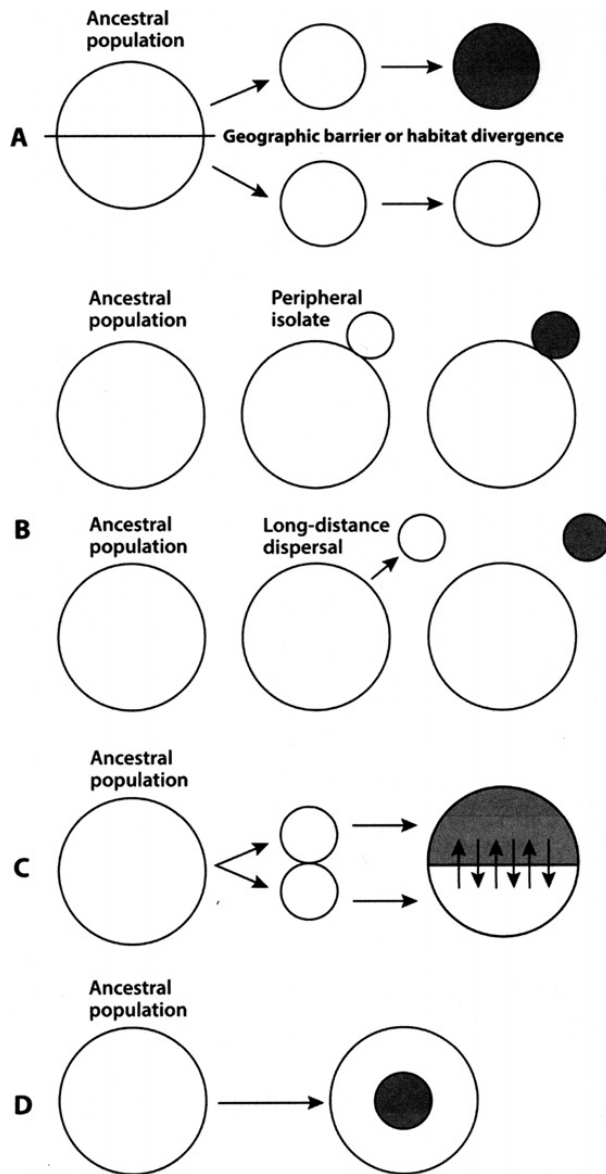 Ancestral
population
A
Geographic barrier or habitat divergence
Ancestral
population
Peripheral
isolate
B
Ancestral
population
Long-distance
dispersal
Ancestral
population
C
Ancestral
population
D